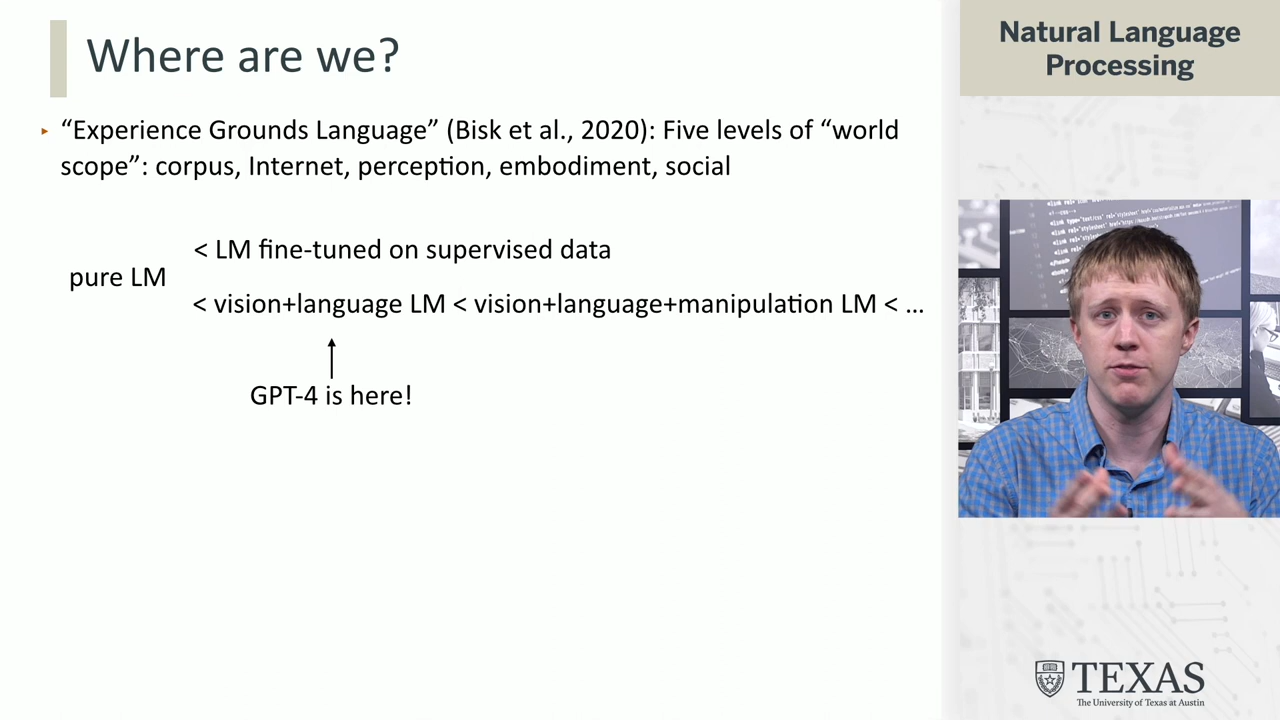 Where are we?
▸ “Experience Grounds Language” (Bisk et al., 2020): Five levels of “world
scope”: corpus, Internet, perception, embodiment, social
< LM fine-tuned on supervised data
pure LM
< vision+language LM < vision+language+manipulation LM < …
GPT-4 is here!
Natural Language
Processing
TEXAS
The University of Texas at Austin